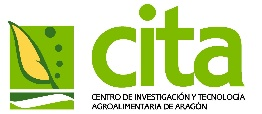 cita
CENTRO DE INVESTIGACIÓN Y TECNOLOGÍA
AGROALIMENTARIA DE ARAGÓN